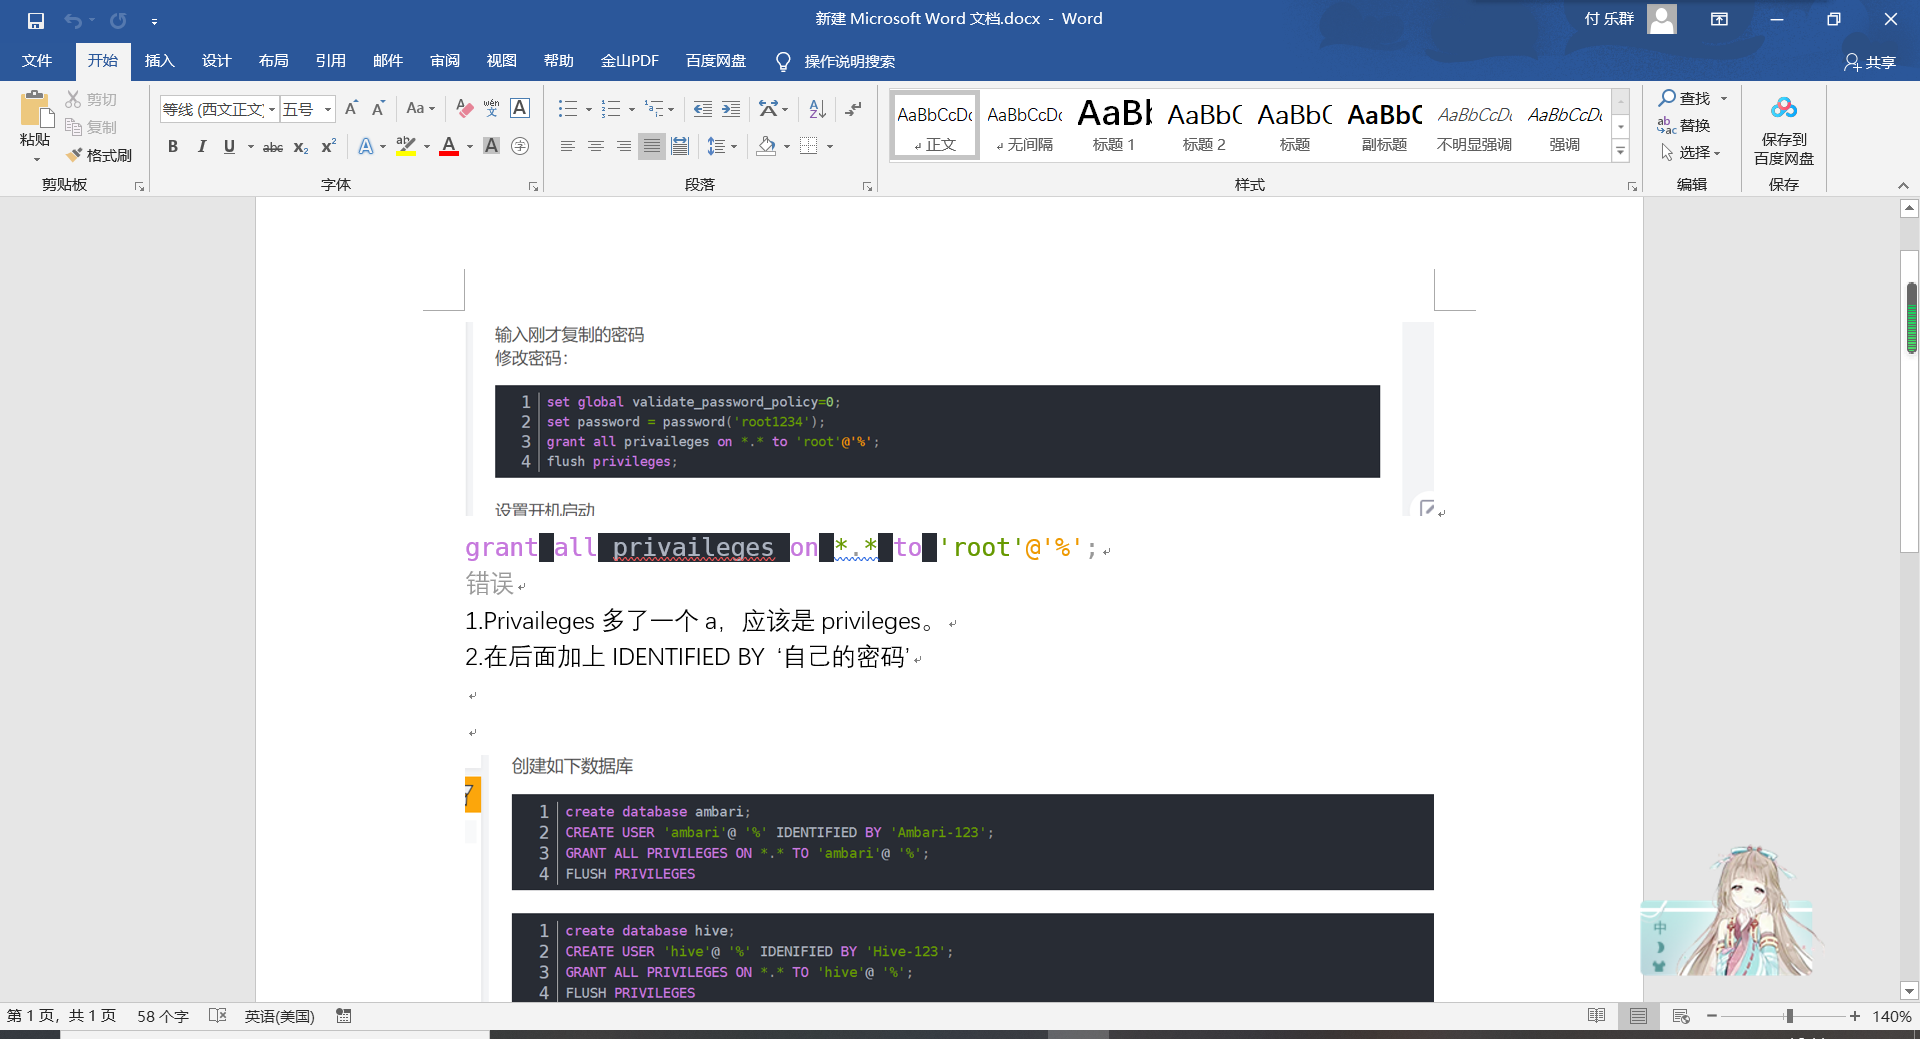 新建 Microsoft Word 文档.docx - Word
付 乐群
文件 开始 插入 设计 布局 引用 邮件 审阅 视图 帮助 金山PDF 百度网盘 操作说明搜索
共享
粘贴
剪切
复制
格式刷
剪贴板
等线 (西文正文) 五号
字体
段落
AaBbCcDc
正文
AaBbCcDc
无间隔
AaBb
标题 1
AaBbC
标题 2
AaBbC
标题
AaBbC
副标题
AaBbCcDc
不明显强调
AaBbCcDc
强调
样式
查找
替换
选择
编辑
保存到
百度网盘
保存
输入刚才复制的密码
修改密码：
1 set global validate_password_policy=0;
2 set password = password('root1234');
3 grant all privaileges on *.* to 'root'@'%';
4 flush privileges;
设置开机启动
grant all privaileges on *.* to 'root'@'%';
错误
1.Privaileges 多了一个 a，应该是 privileges。
2.在后面加上 IDENTIFIED BY ‘自己的密码’
创建如下数据库
1 create database ambari;
2 CREATE USER 'ambari'@ '%' IDENTIFIED BY 'Ambari-123';
3 GRANT ALL PRIVILEGES ON *.* TO 'ambari'@ '%';
4 FLUSH PRIVILEGES
1 create database hive;
2 CREATE USER 'hive'@ '%' IDENIFIED BY 'Hive-123';
3 GRANT ALL PRIVILEGES ON *.* TO 'hive'@ '%';
4 FLUSH PRIVILEGES
中
第 1 页，共 1 页 58 个字 英语(美国) 140%